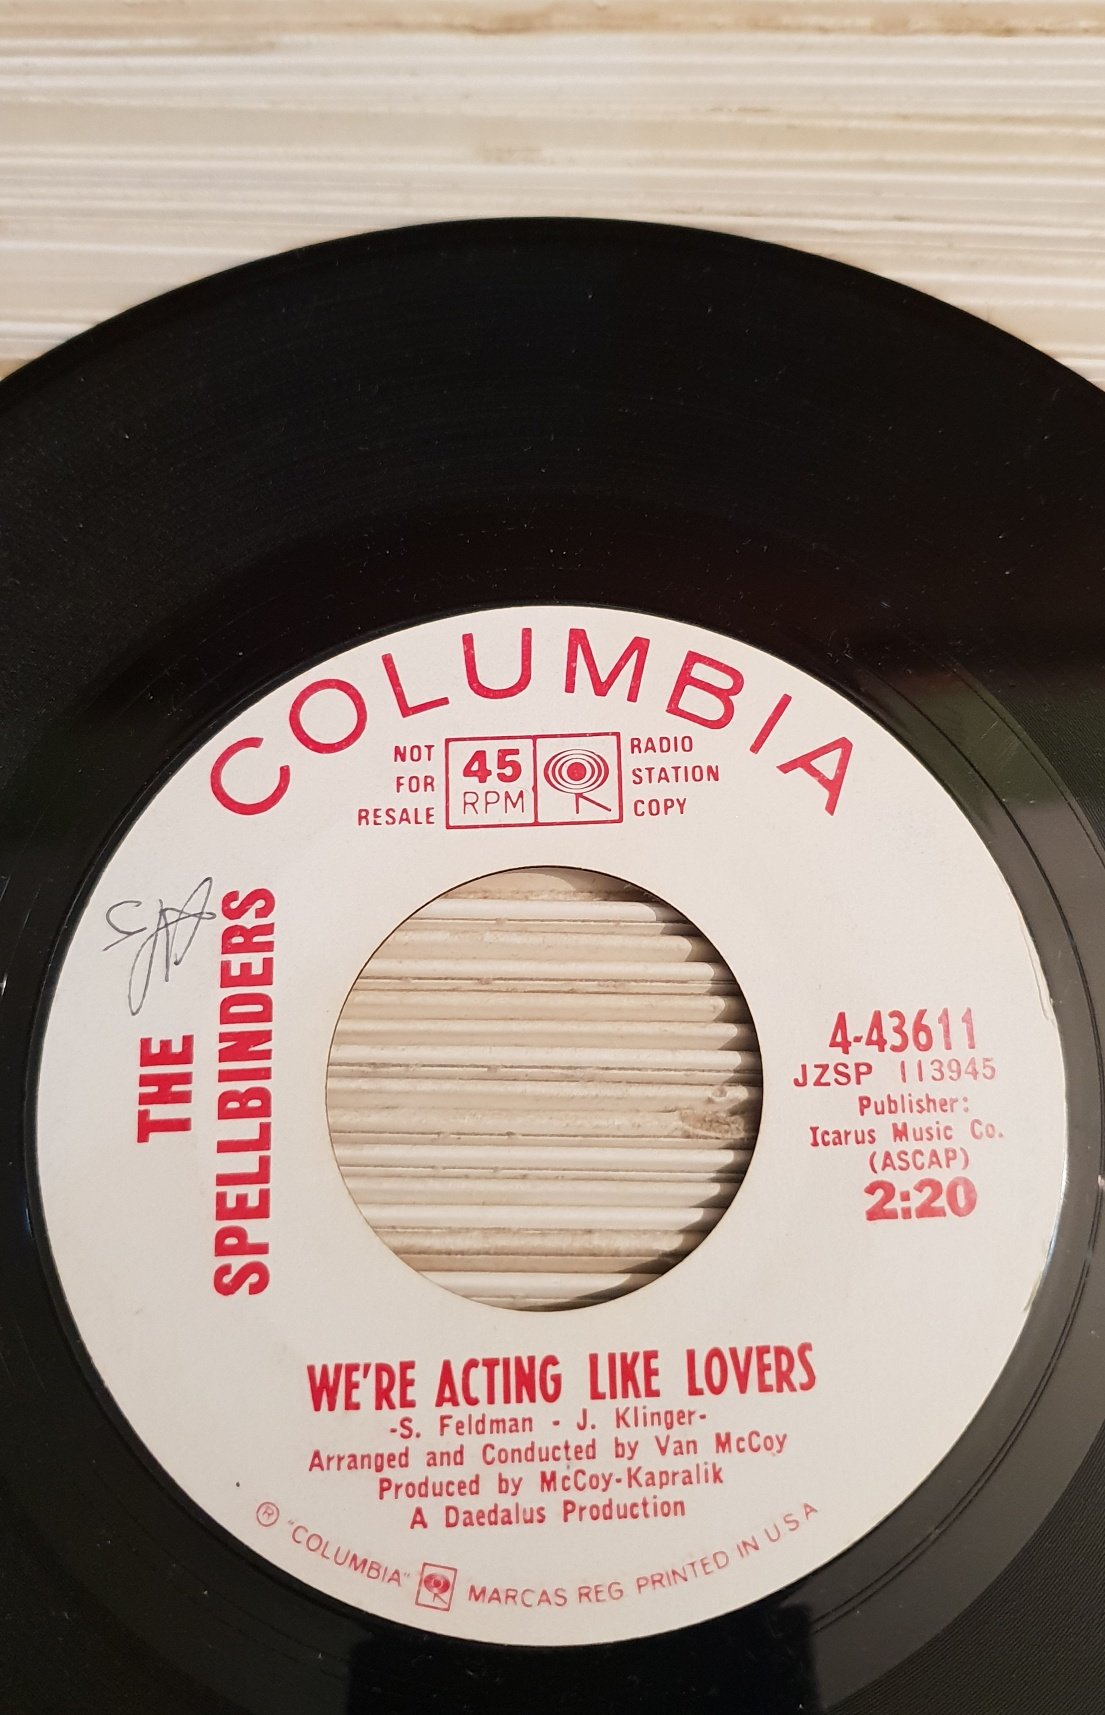 COLUMBIA
NOT
FOR
RESALE
45
RPM
RADIO
STATION
COPY
THE
SPELLBINDERS
4-43611
JZSP 113945
Publisher:
Icarus Music Co.
(ASCAP)
2:20
WE'RE ACTING LIKE LOVERS
-S. Feldman - J. Klinger-
Arranged and Conducted by Van McCoy
Produced by McCoy-Kapralik
A Daedalus Production
® "COLUMBIA" MARCAS REG. PRINTED IN U.S.A